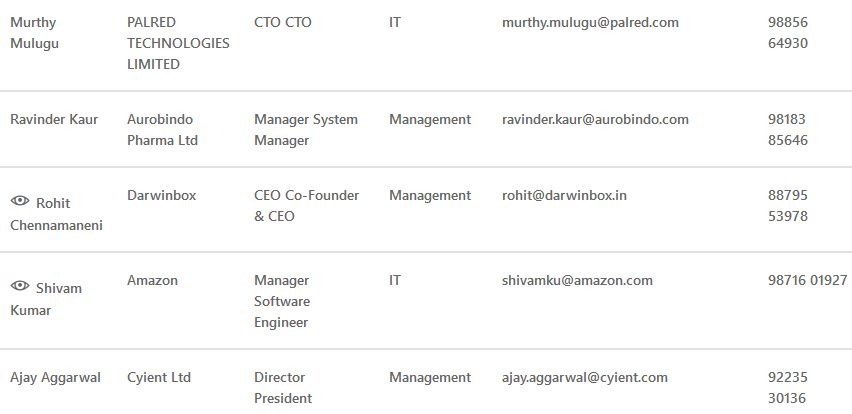 Murthy PALRED CTO CTO IT murthy.mulugu@palred.com 98856
Mulugu TECHNOLOGIES 64930
LIMITED
Ravinder Kaur Aurobindo Manager System Management ravinder.kaur@aurobindo.com 98183
Pharma Ltd Manager 85646
Rohit Darwinbox CEO Co-Founder Management rohit@darwinbox.in 88795
Chennamaneni & CEO 53978
Shivam Amazon Manager IT shivamku@amazon.com 98716 01927
Kumar Software
Engineer
Ajay Aggarwal Cyient Ltd Director Management ajay.aggarwal@cyient.com 92235
President 30136